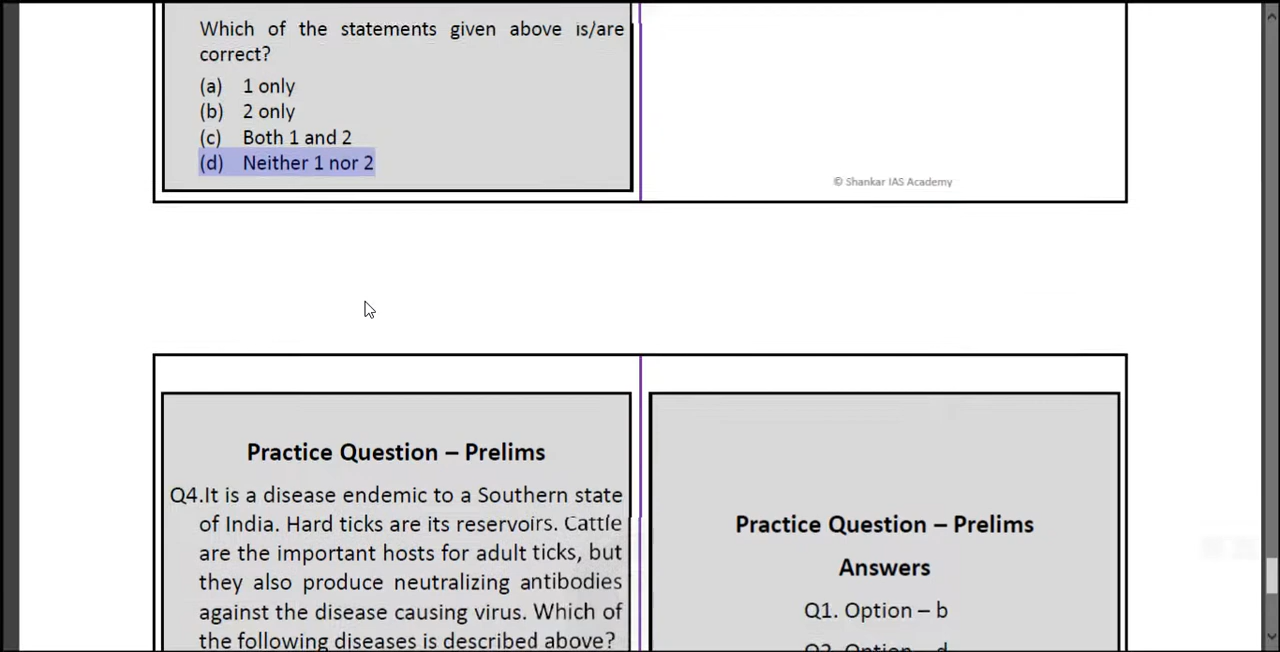 Which of the statements given above is/are
correct?
(a) 1 only
(b) 2 only
(c) Both 1 and 2
(d) Neither 1 nor 2
© Shankar IAS Academy
Practice Question – Prelims
Q4.It is a disease endemic to a Southern state
of India. Hard ticks are its reservoirs. Cattle
are the important hosts for adult ticks, but
they also produce neutralizing antibodies
against the disease causing virus. Which of
the following diseases is described above?
Practice Question – Prelims
Answers
Q1. Option – b
Option – d